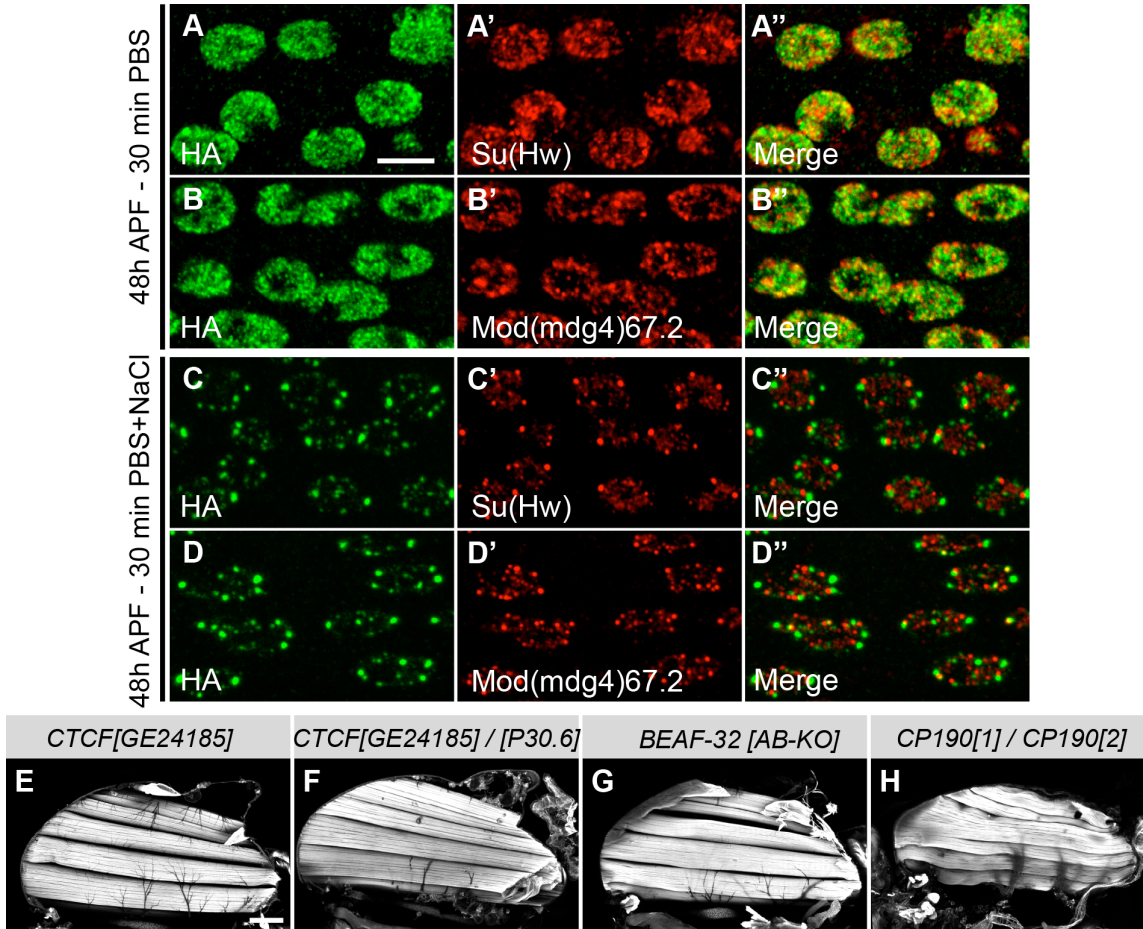 48h APF - 30 min PBS
A
HA
A'
Su(Hw)
A''
Merge
B
HA
B'
Mod(mdg4)67.2
B''
Merge
48h APF - 30 min PBS+NaCl
C
HA
C'
Su(Hw)
C''
Merge
D
HA
D'
Mod(mdg4)67.2
D''
Merge
CTCF[GE24185]
CTCF[GE24185] / [P30.6]
BEAF-32 [AB-KO]
CP190[1] / CP190[2]
E
F
G
H